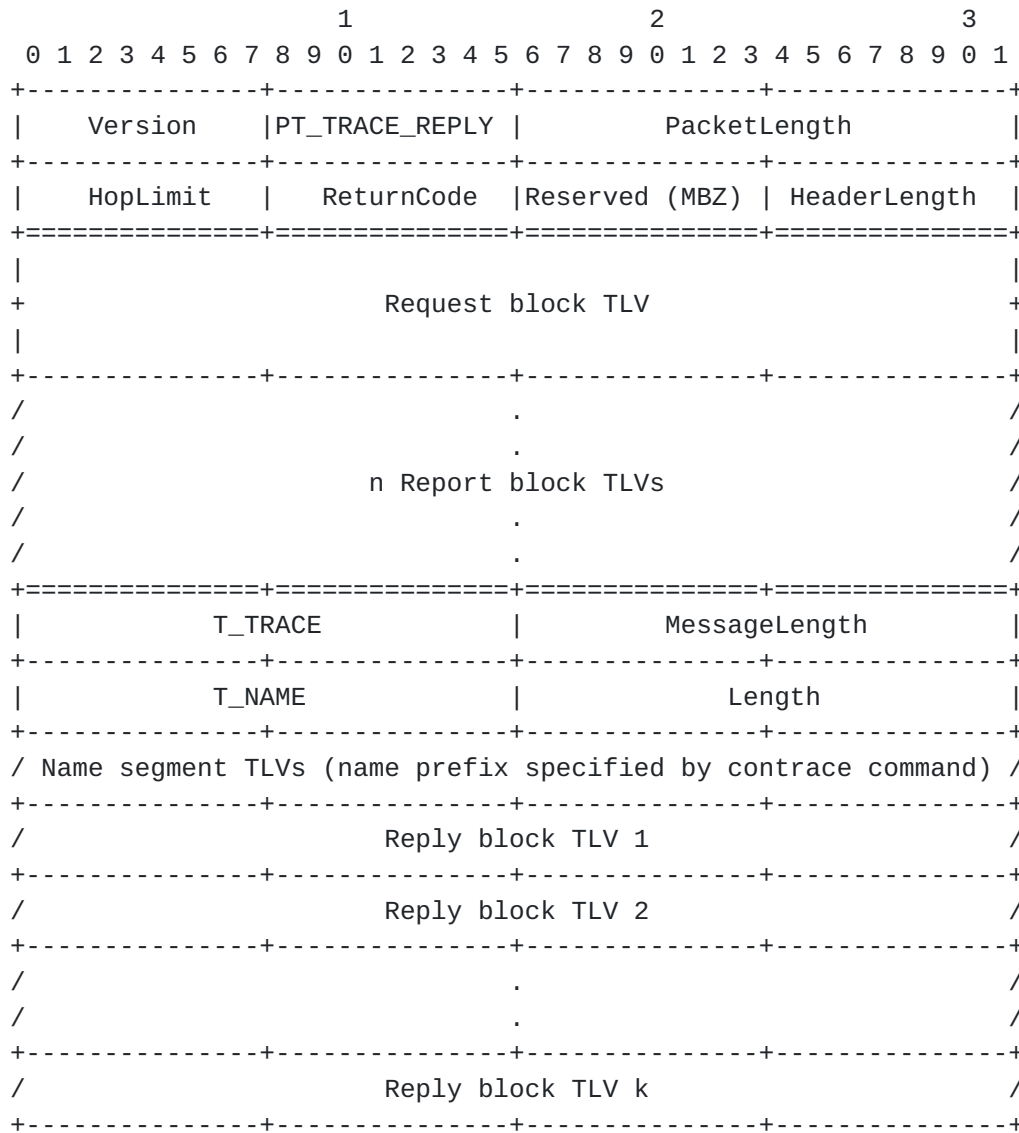 1                   2                   3
 0 1 2 3 4 5 6 7 8 9 0 1 2 3 4 5 6 7 8 9 0 1 2 3 4 5 6 7 8 9 0 1
+---------------+---------------+---------------+---------------+
|    Version    |PT_TRACE_REPLY |         PacketLength          |
+---------------+---------------+---------------+---------------+
|    HopLimit   |   ReturnCode  |Reserved (MBZ) | HeaderLength  |
+===============+===============+===============+===============+
|                                                               |
+                       Request block TLV                       +
|                                                               |
+---------------+---------------+---------------+---------------+
/                               .                               /
/                               .                               /
/                      n Report block TLVs                      /
/                               .                               /
/                               .                               /
+===============+===============+===============+===============+
|            T_TRACE            |         MessageLength         |
+---------------+---------------+---------------+---------------+
|            T_NAME             |             Length            |
+---------------+---------------+---------------+---------------+
/ Name segment TLVs (name prefix specified by contrace command) /
+---------------+---------------+---------------+---------------+
/                       Reply block TLV 1                       /
+---------------+---------------+---------------+---------------+
/                       Reply block TLV 2                       /
+---------------+---------------+---------------+---------------+
/                               .                               /
/                               .                               /
+---------------+---------------+---------------+---------------+
/                       Reply block TLV k                       /
+---------------+---------------+---------------+---------------+